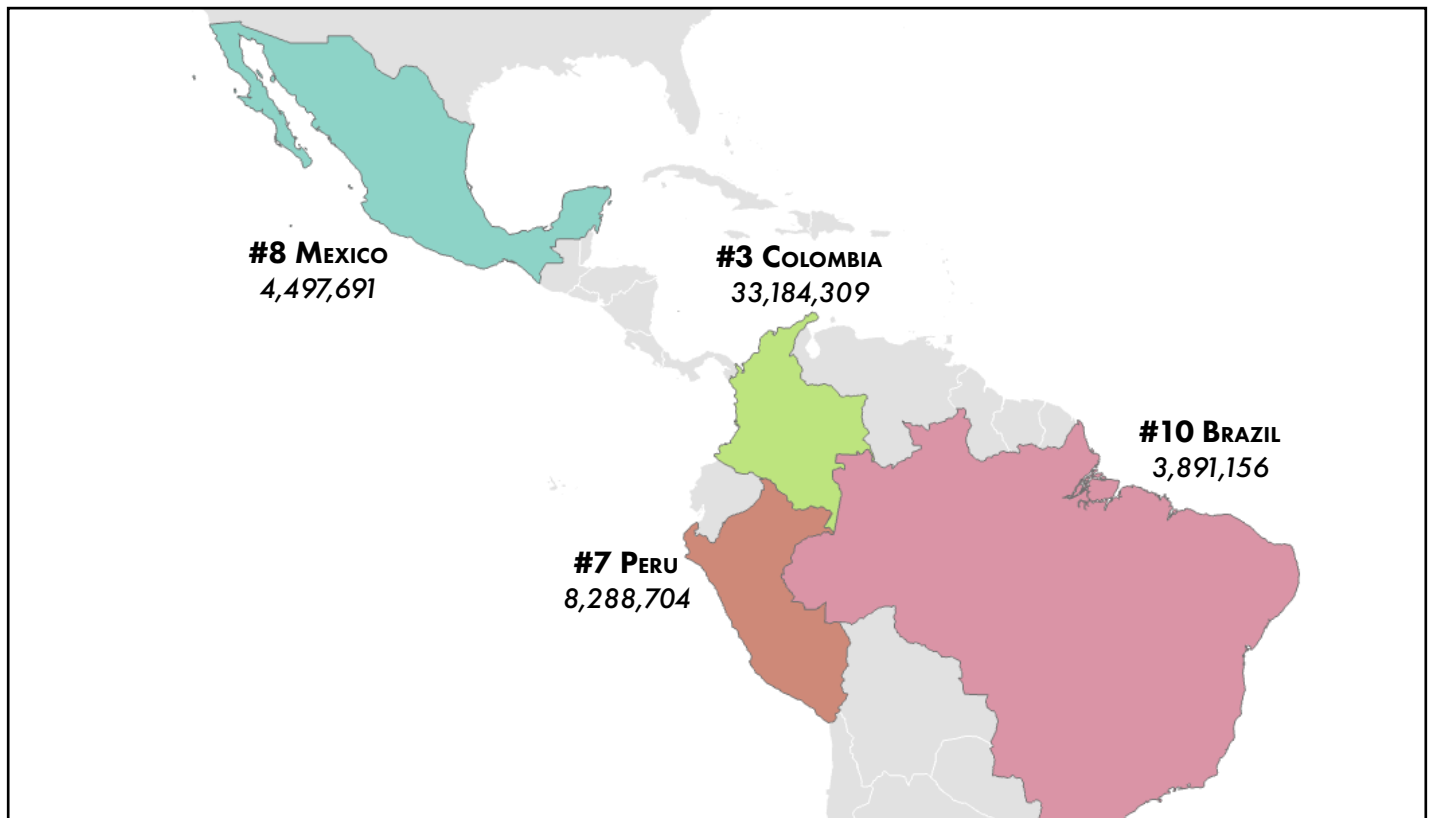 #8 Mexico
4,497,691
#3 Colombia
33,184,309
#10 Brazil
3,891,156
#7 Peru
8,288,704